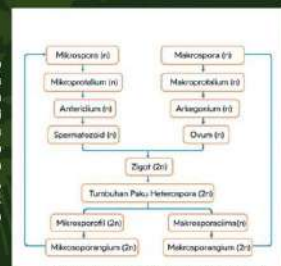 Mikrospora (n)
Makrospora (n)
Mikroprotalium (n)
Makroprotalium (n)
Anteridium (n)
Arkegonium (n)
Spermatozoid (n)
Ovum (n)
Zigot (2n)
Tumbuhan Paku Heterospora (2n)
Mikrosporofil (2n)
Mikrosporangium (2n)
Makrosporangium (2n)